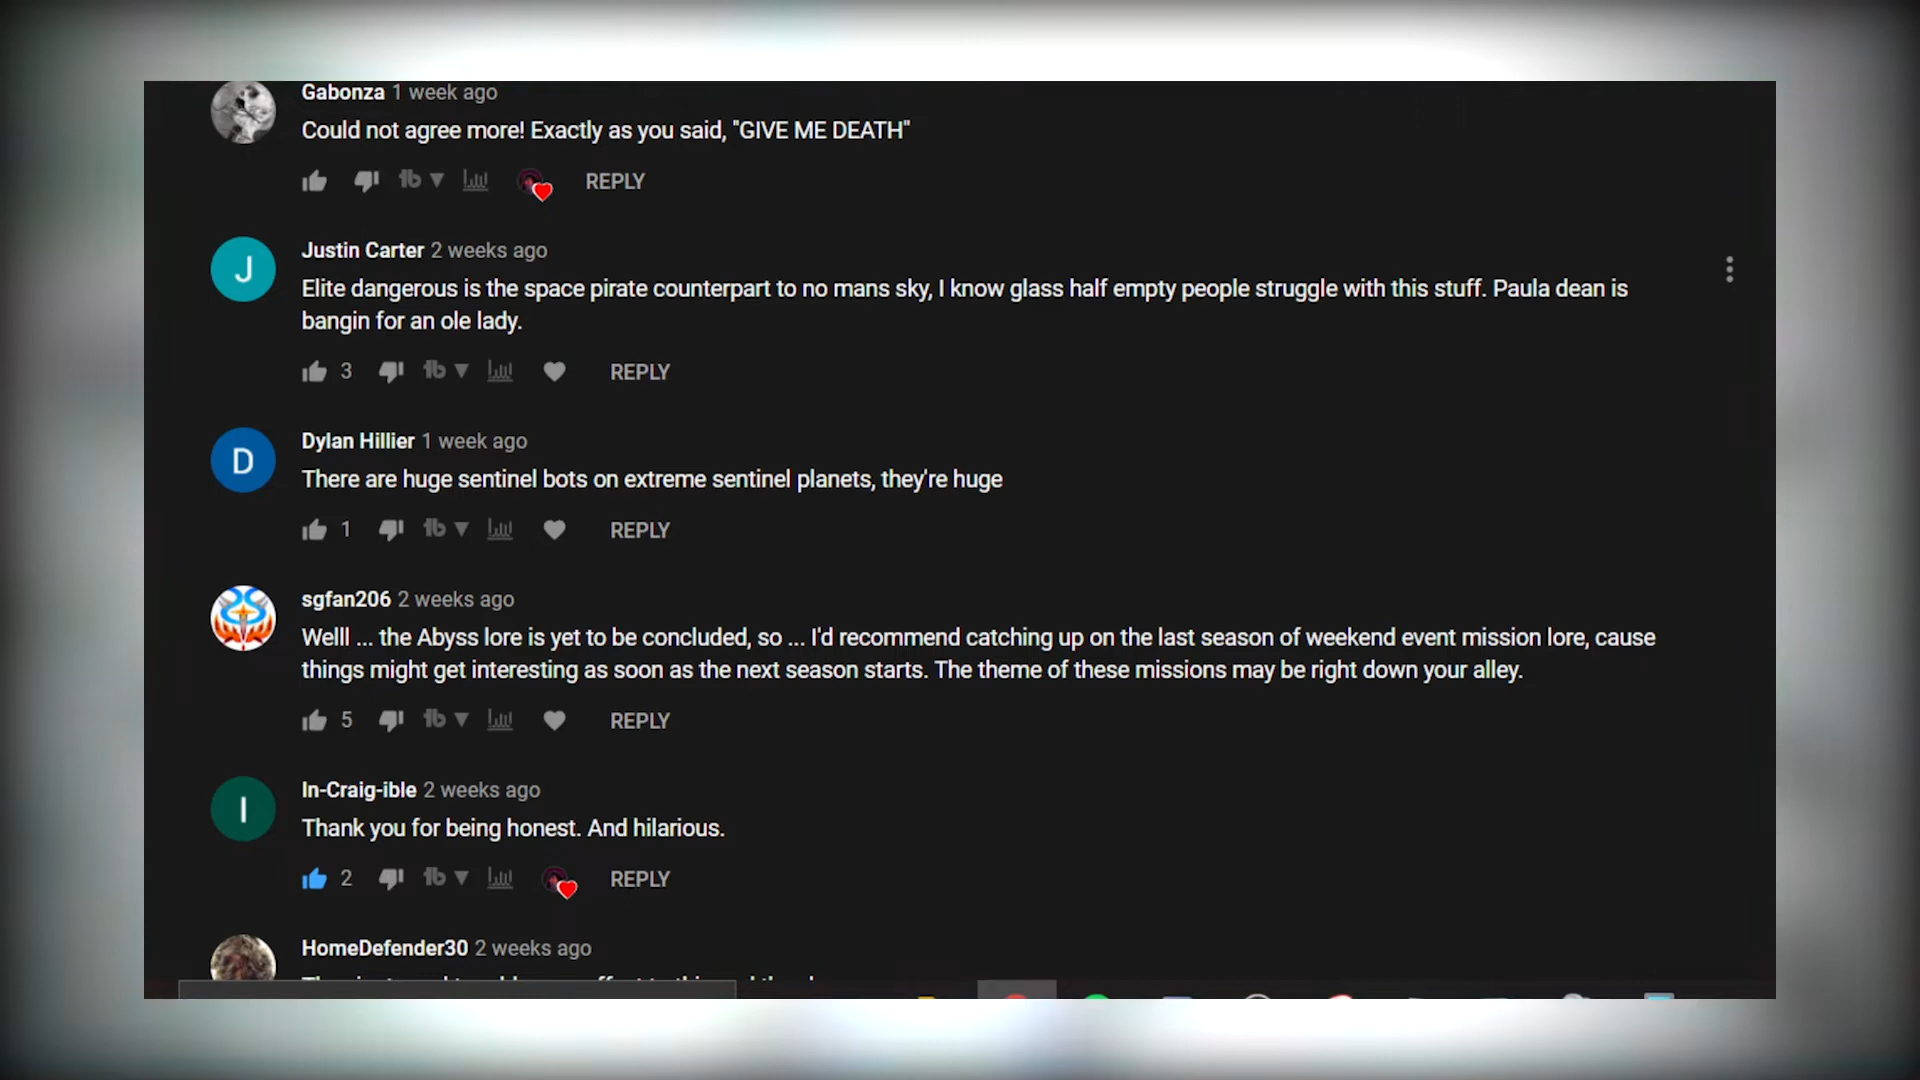 Gabonza 1 week ago
Could not agree more! Exactly as you said, "GIVE ME DEATH"
REPLY
J
Justin Carter 2 weeks ago
Elite dangerous is the space pirate counterpart to no mans sky, I know glass half empty people struggle with this stuff. Paula dean is
bangin for an ole lady.
3 REPLY
D
Dylan Hillier 1 week ago
There are huge sentinel bots on extreme sentinel planets, they're huge
1 REPLY
sgfan206 2 weeks ago
Welll ... the Abyss lore is yet to be concluded, so ... I'd recommend catching up on the last season of weekend event mission lore, cause
things might get interesting as soon as the next season starts. The theme of these missions may be right down your alley.
5 REPLY
I
In-Craig-ible 2 weeks ago
Thank you for being honest. And hilarious.
2 REPLY
HomeDefender30 2 weeks ago